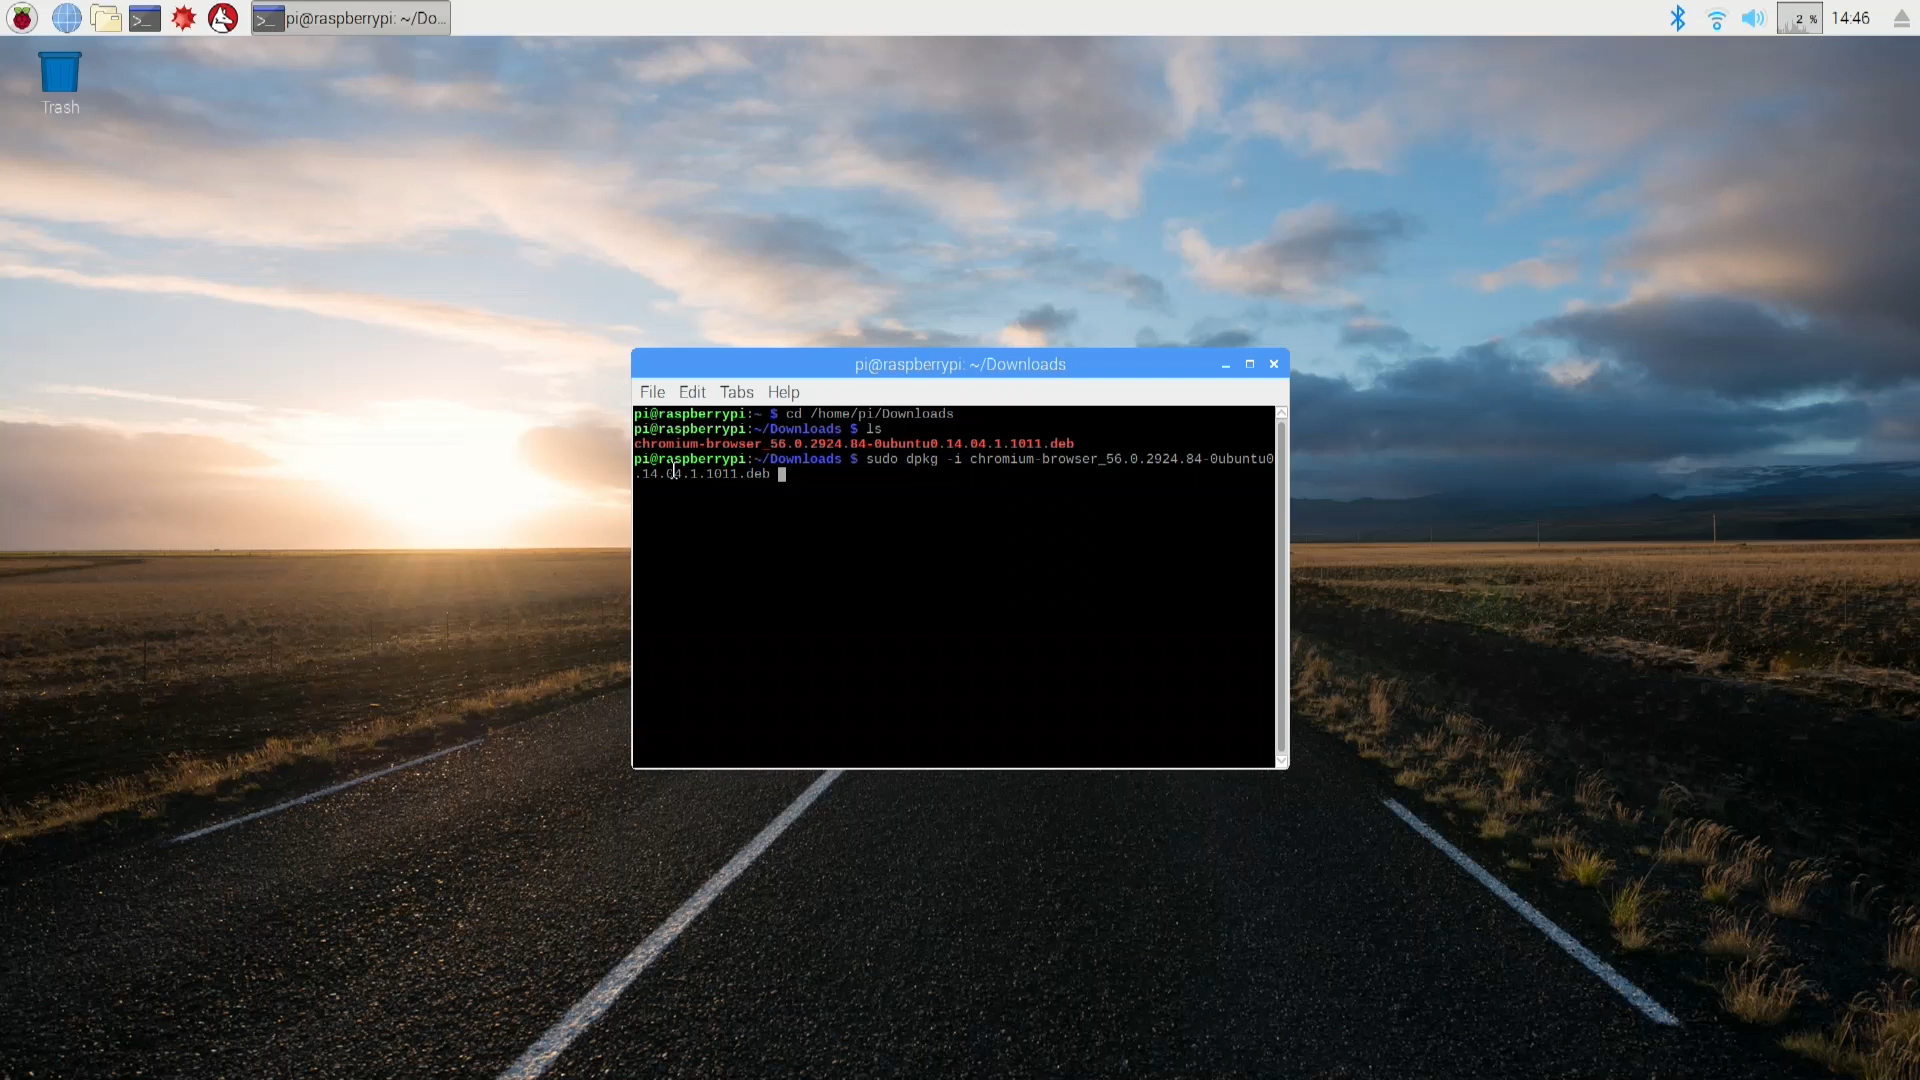 pi@raspberrypi: ~/Do...
2 %
14:46
Trash
pi@raspberrypi: ~/Downloads
File Edit Tabs Help
pi@raspberrypi:~ $ cd /home/pi/Downloads
pi@raspberrypi:~/Downloads $ ls
chromium-browser_56.0.2924.84-0ubuntu0.14.04.1.1011.deb
pi@raspberrypi:~/Downloads $ sudo dpkg -i chromium-browser_56.0.2924.84-0ubuntu0
.14.04.1.1011.deb